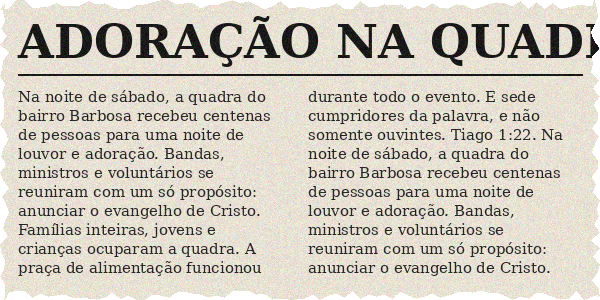 ADORAÇÃO NA
Na noite de sábado, a quadra do
bairro Barbosa recebeu centenas
de pessoas para uma noite de
louvor e adoração. Bandas,
ministros e voluntários se
reuniram com um só propósito:
anunciar o evangelho de Cristo.
Famílias inteiras, jovens e
crianças ocuparam a quadra. A
praça de alimentação funcionou
durante todo o evento. E sede
cumpridores da palavra, e não
somente ouvintes. Tiago 1:22. Na
noite de sábado, a quadra do
bairro Barbosa recebeu centenas
de pessoas para uma noite de
louvor e adoração. Bandas,
ministros e voluntários se
reuniram com um só propósito:
anunciar o evangelho de Cristo.